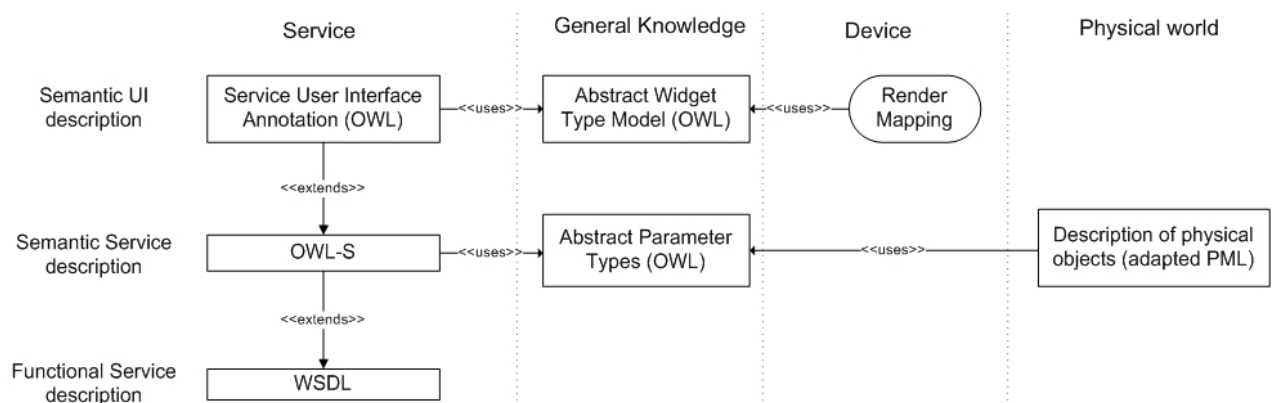 Service
General Knowledge
Device
Physical world
Semantic UI
description
Service User Interface
Annotation (OWL)
<<uses>>
Abstract Widget
Type Model (OWL)
<<uses>>
Render
Mapping
<<extends>>
Semantic Service
description
OWL-S
<<uses>>
Abstract Parameter
Types (OWL)
<<uses>>
Description of physical
objects (adapted PML)
<<extends>>
Functional Service
description
WSDL